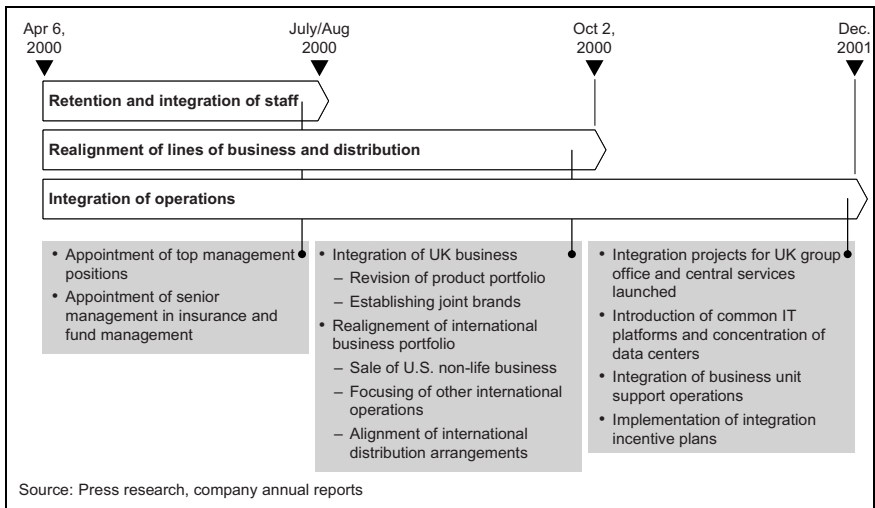 Apr 6,
2000
July/Aug
2000
Oct 2,
2000
Dec.
2001
Retention and integration of staff
Realignment of lines of business and distribution
Integration of operations
• Appointment of top management
positions
• Appointment of senior
management in insurance and
fund management
• Integration of UK business
– Revision of product portfolio
– Establishing joint brands
• Realignement of international
business portfolio
– Sale of U.S. non-life business
– Focusing of other international
operations
– Alignment of international
distribution arrangements
• Integration projects for UK group
office and central services
launched
• Introduction of common IT
platforms and concentration of
data centers
• Integration of business unit
support operations
• Implementation of integration
incentive plans
Source: Press research, company annual reports